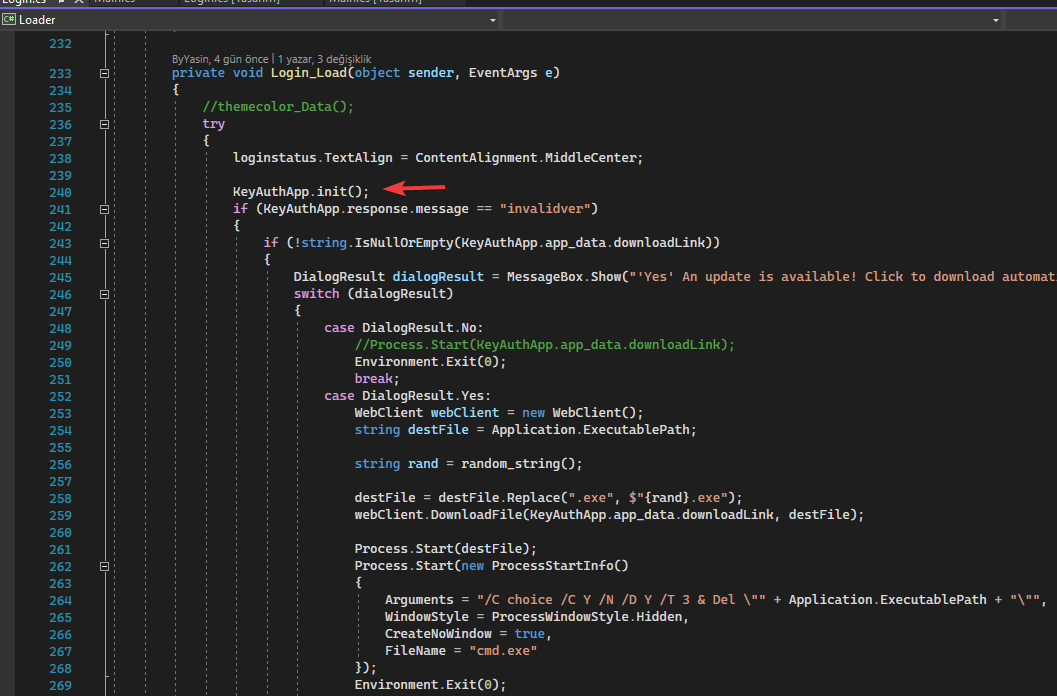 Loader
232
ByYasin, 4 gün önce | 1 yazar, 3 değişiklik
233 private void Login_Load(object sender, EventArgs e)
234 {
235 //themecolor_Data();
236 try
237 {
238 loginstatus.TextAlign = ContentAlignment.MiddleCenter;
239
240 KeyAuthApp.init();
241 if (KeyAuthApp.response.message == "invalidver")
242 {
243 if (!string.IsNullOrEmpty(KeyAuthApp.app_data.downloadLink))
244 {
245 DialogResult dialogResult = MessageBox.Show("'Yes' An update is available! Click to download automat
246 switch (dialogResult)
247 {
248 case DialogResult.No:
249 //Process.Start(KeyAuthApp.app_data.downloadLink);
250 Environment.Exit(0);
251 break;
252 case DialogResult.Yes:
253 WebClient webClient = new WebClient();
254 string destFile = Application.ExecutablePath;
255
256 string rand = random_string();
257
258 destFile = destFile.Replace(".exe", $"{rand}.exe");
259 webClient.DownloadFile(KeyAuthApp.app_data.downloadLink, destFile);
260
261 Process.Start(destFile);
262 Process.Start(new ProcessStartInfo()
263 {
264 Arguments = "/C choice /C Y /N /D Y /T 3 & Del \"" + Application.ExecutablePath + "\"",
265 WindowStyle = ProcessWindowStyle.Hidden,
266 CreateNoWindow = true,
267 FileName = "cmd.exe"
268 });
269 Environment.Exit(0);